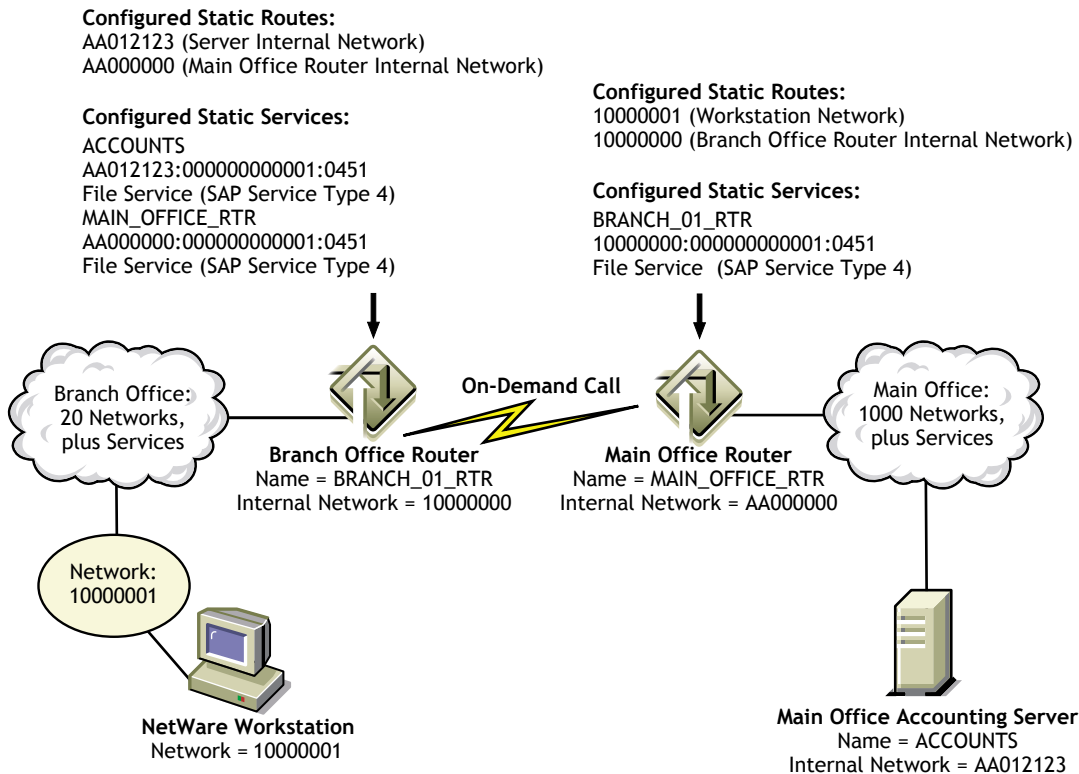 Configured Static Routes:
AA012123 (Server Internal Network)
AA000000 (Main Office Router Internal Network)
Configured Static Services:
ACCOUNTS
AA012123:000000000001:0451
File Service (SAP Service Type 4)
MAIN_OFFICE_RTR
AA000000:000000000001:0451
File Service (SAP Service Type 4)
Configured Static Routes:
10000001 (Workstation Network)
10000000 (Branch Office Router Internal Network)
Configured Static Services:
BRANCH_01_RTR
10000000:000000000001:0451
File Service (SAP Service Type 4)
Branch Office:
20 Networks,
plus Services
On-Demand Call
Main Office:
1000 Networks,
plus Services
Branch Office Router
Name = BRANCH_01_RTR
Internal Network = 10000000
Main Office Router
Name = MAIN_OFFICE_RTR
Internal Network = AA000000
Network:
10000001
NetWare Workstation
Network = 10000001
Main Office Accounting Server
Name = ACCOUNTS
Internal Network = AA012123